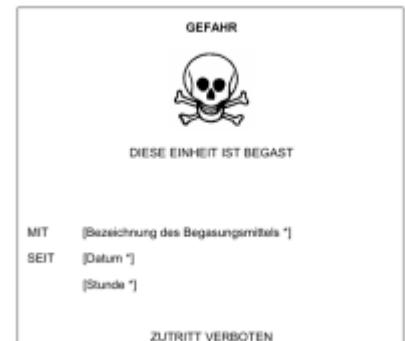 GEFAHR
DIESE EINHEIT IST BEGAST
MIT [Bezeichnung des Begasungsmittels *]
SEIT [Datum *]
[Stunde *]
ZUTRITT VERBOTEN